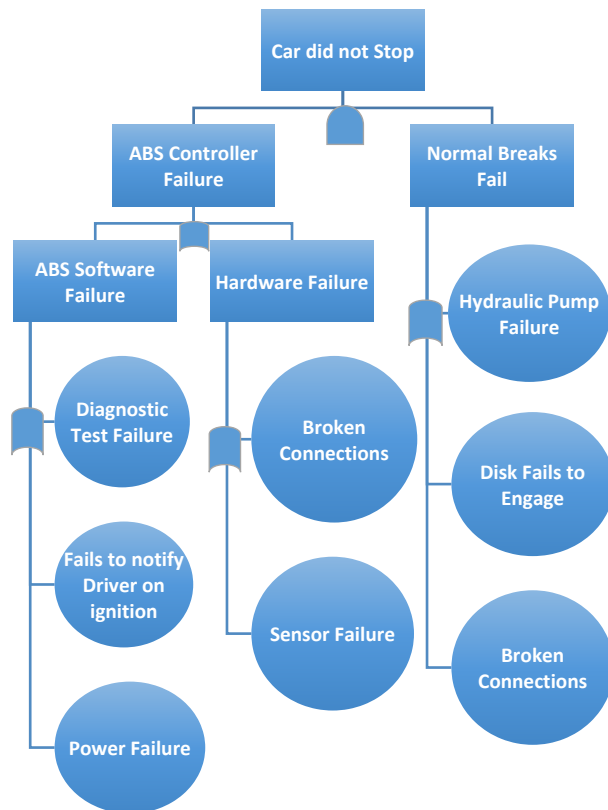 Car did not Stop
ABS Controller
Failure
Normal Breaks
Fail
ABS Software
Failure
Hardware Failure
Hydraulic Pump
Failure
Diagnostic
Test Failure
Broken
Connections
Disk Fails to
Engage
Fails to notify
Driver on
ignition
Sensor Failure
Broken
Connections
Power Failure